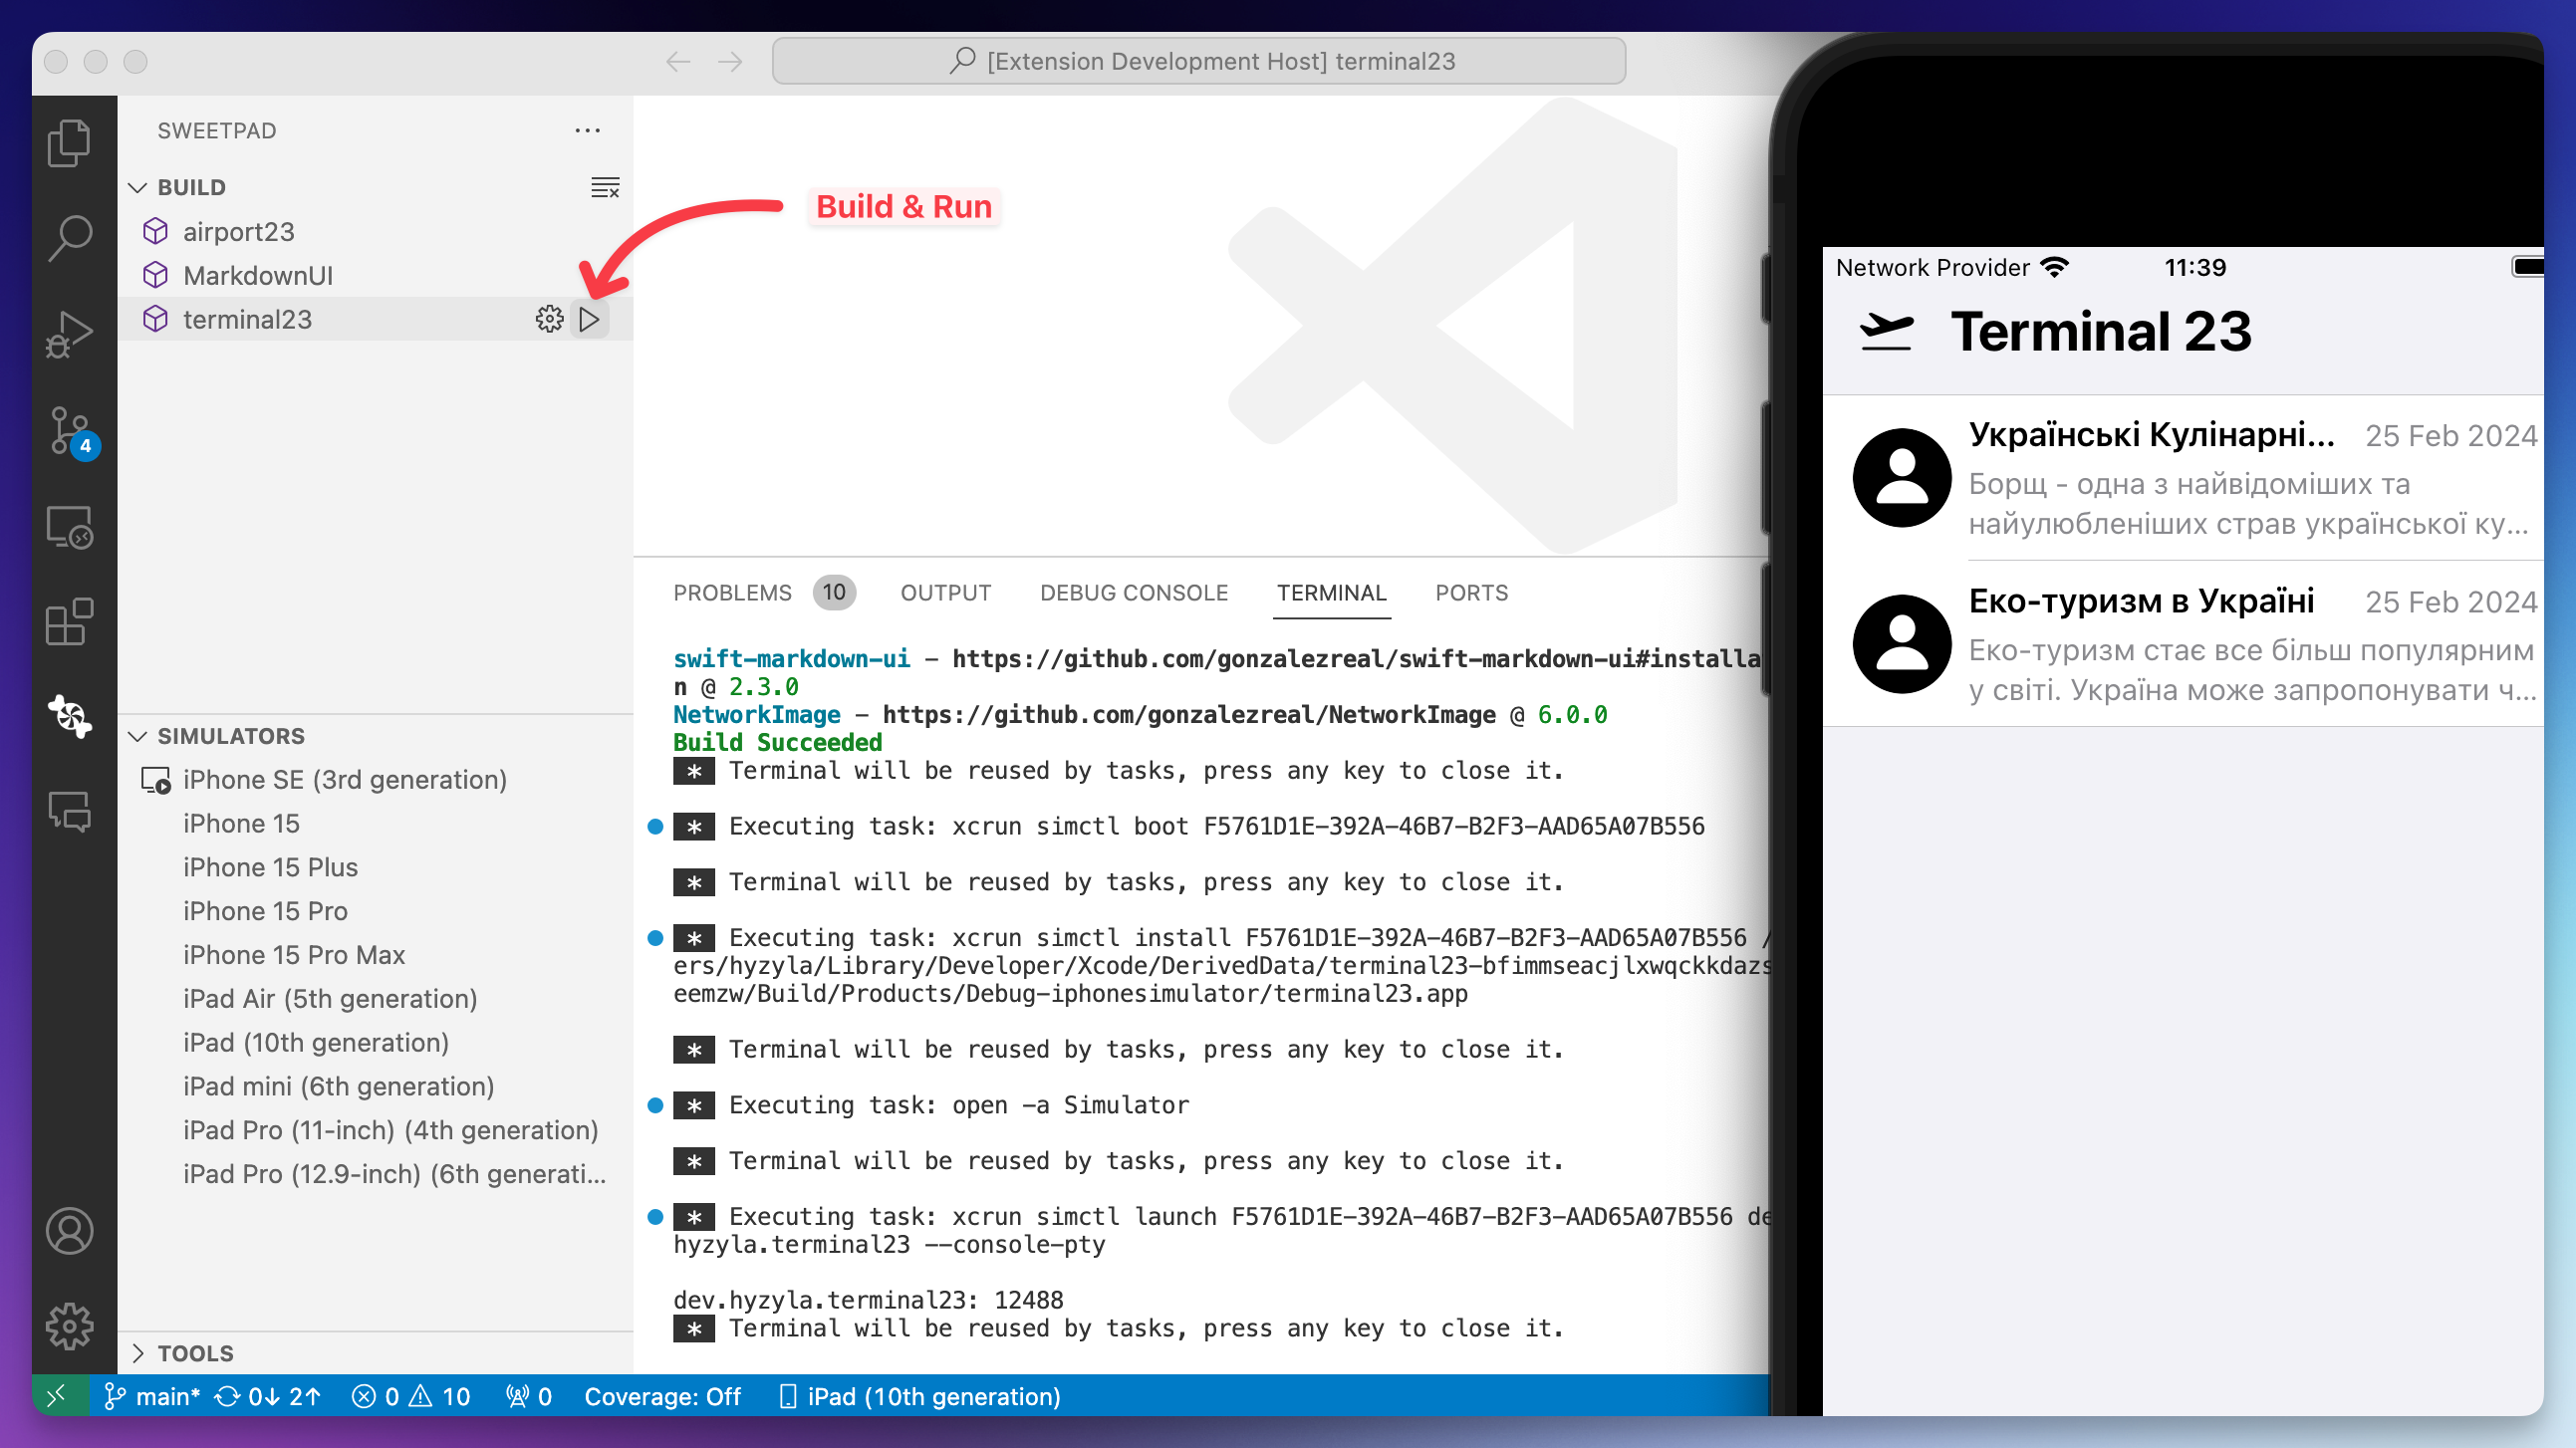 [Extension Development Host] terminal23
SWEETPAD
BUILD
airport23
MarkdownUI
terminal23
Build & Run
4
SIMULATORS
iPhone SE (3rd generation)
iPhone 15
iPhone 15 Plus
iPhone 15 Pro
iPhone 15 Pro Max
iPad Air (5th generation)
iPad (10th generation)
iPad mini (6th generation)
iPad Pro (11-inch) (4th generation)
iPad Pro (12.9-inch) (6th generati...
TOOLS
PROBLEMS 10 OUTPUT DEBUG CONSOLE TERMINAL PORTS
swift-markdown-ui – https://github.com/gonzalezreal/swift-markdown-ui#installa
n @ 2.3.0
NetworkImage – https://github.com/gonzalezreal/NetworkImage @ 6.0.0
Build Succeeded
* Terminal will be reused by tasks, press any key to close it.
* Executing task: xcrun simctl boot F5761D1E-392A-46B7-B2F3-AAD65A07B556
* Terminal will be reused by tasks, press any key to close it.
* Executing task: xcrun simctl install F5761D1E-392A-46B7-B2F3-AAD65A07B556 /
ers/hyzyla/Library/Developer/Xcode/DerivedData/terminal23-bfimmseacjlxwqckkdazs
eemzw/Build/Products/Debug-iphonesimulator/terminal23.app
* Terminal will be reused by tasks, press any key to close it.
* Executing task: open -a Simulator
* Terminal will be reused by tasks, press any key to close it.
* Executing task: xcrun simctl launch F5761D1E-392A-46B7-B2F3-AAD65A07B556 de
hyzyla.terminal23 --console-pty
dev.hyzyla.terminal23: 12488
* Terminal will be reused by tasks, press any key to close it.
main* 0↓ 2↑ 0 10 0 Coverage: Off iPad (10th generation)
Network Provider 11:39
Terminal 23
Українські Кулінарні... 25 Feb 2024
Борщ - одна з найвідоміших та
найулюбленіших страв української ку...
Еко-туризм в Україні 25 Feb 2024
Еко-туризм стає все більш популярним
у світі. Україна може запропонувати ч...